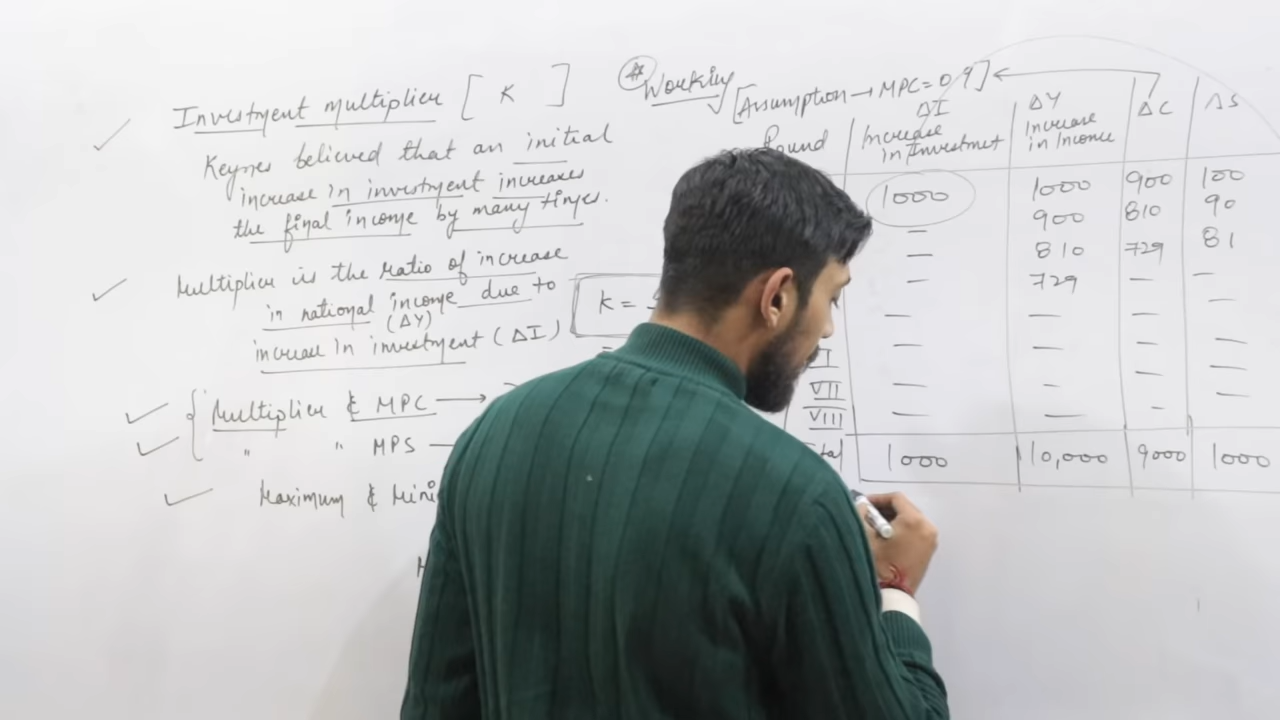 Investment multiplier [ K ]
Keynes believed that an initial
increase in investment increases
the final income by many times.
Multiplier is the ratio of increase
in national income due to
(ΔY)
increase in investment (ΔI)
K =
Multiplier & MPC →
" MPS
Maximum &
Working
[Assumption → MPC = 0.9]
Round
ΔI
Increase in Investment
ΔY
Increase in Income
ΔC
ΔS
1000 1000 900 100
— 900 810 90
— 810 729 81
— 729 — —
— — — —
— — — —
VII — — — —
VIII — — —
1000 10,000 9000 1000